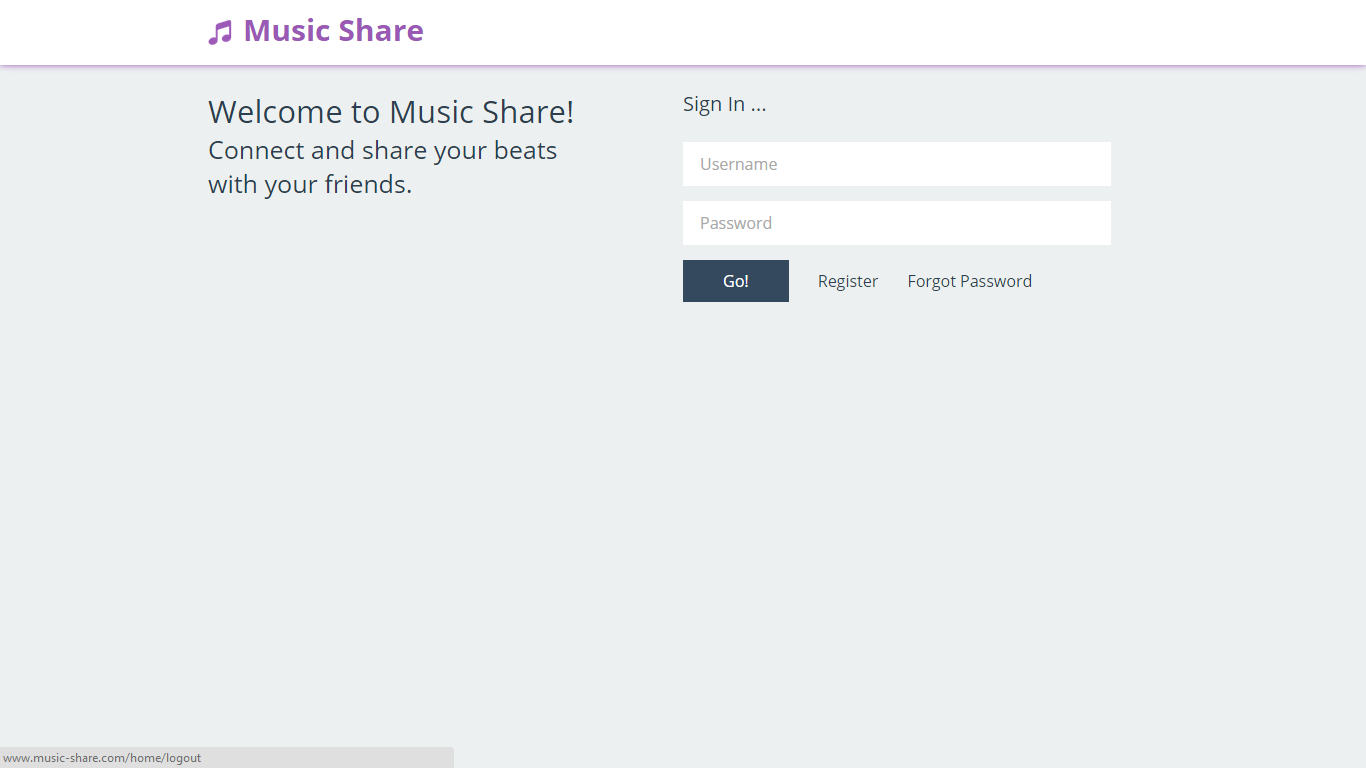 Music Share
Welcome to Music Share!
Connect and share your beats
with your friends.
Sign In ...
Username
Password
Go!
Register
Forgot Password
www.music-share.com/home/logout